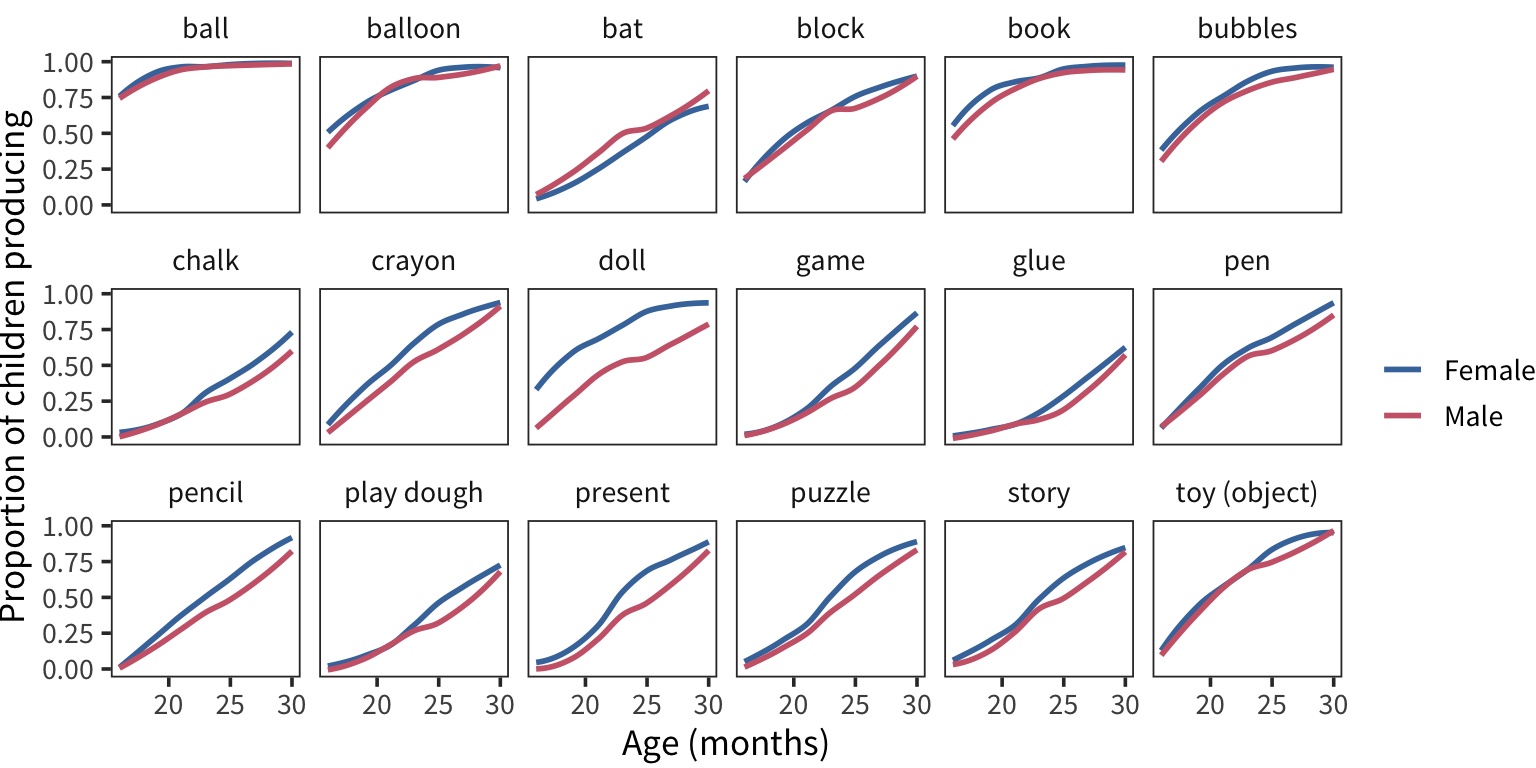 ball balloon bat block book bubbles
1.00
0.75
0.50
0.25
0.00
chalk crayon doll game glue pen
1.00
0.75
0.50
0.25
0.00
pencil play dough present puzzle story toy (object)
1.00
0.75
0.50
0.25
0.00
20 25 30 20 25 30 20 25 30 20 25 30 20 25 30 20 25 30
Age (months)
Proportion of children producing
Female
Male